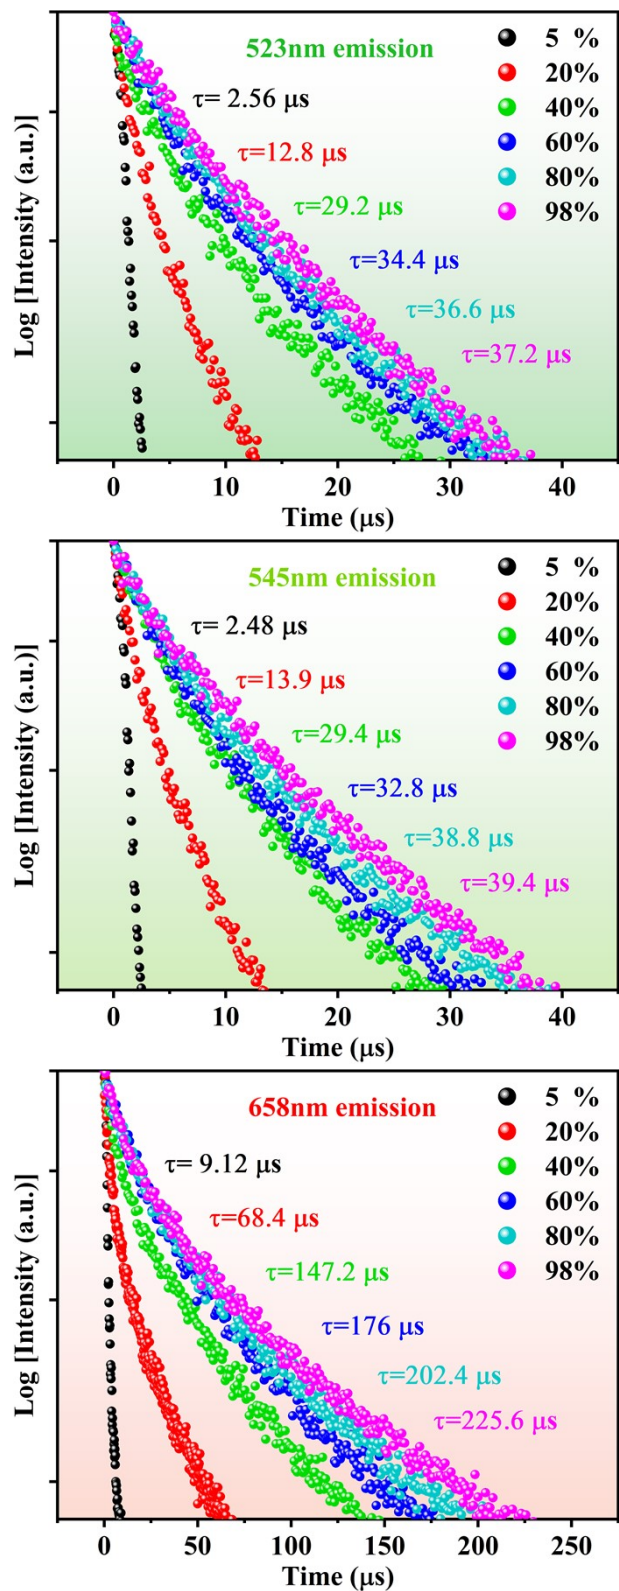 523nm emission
5 %
20%
40%
60%
80%
98%
τ= 2.56 μs
τ=12.8 μs
τ=29.2 μs
τ=34.4 μs
τ=36.6 μs
τ=37.2 μs
Log [Intensity (a.u.)]
0 10 20 30 40
Time (μs)
545nm emission
5 %
20%
40%
60%
80%
98%
τ= 2.48 μs
τ=13.9 μs
τ=29.4 μs
τ=32.8 μs
τ=38.8 μs
τ=39.4 μs
Log [Intensity (a.u.)]
0 10 20 30 40
Time (μs)
658nm emission
5 %
20%
40%
60%
80%
98%
τ= 9.12 μs
τ=68.4 μs
τ=147.2 μs
τ=176 μs
τ=202.4 μs
τ=225.6 μs
Log [Intensity (a.u.)]
0 50 100 150 200 250
Time (μs)